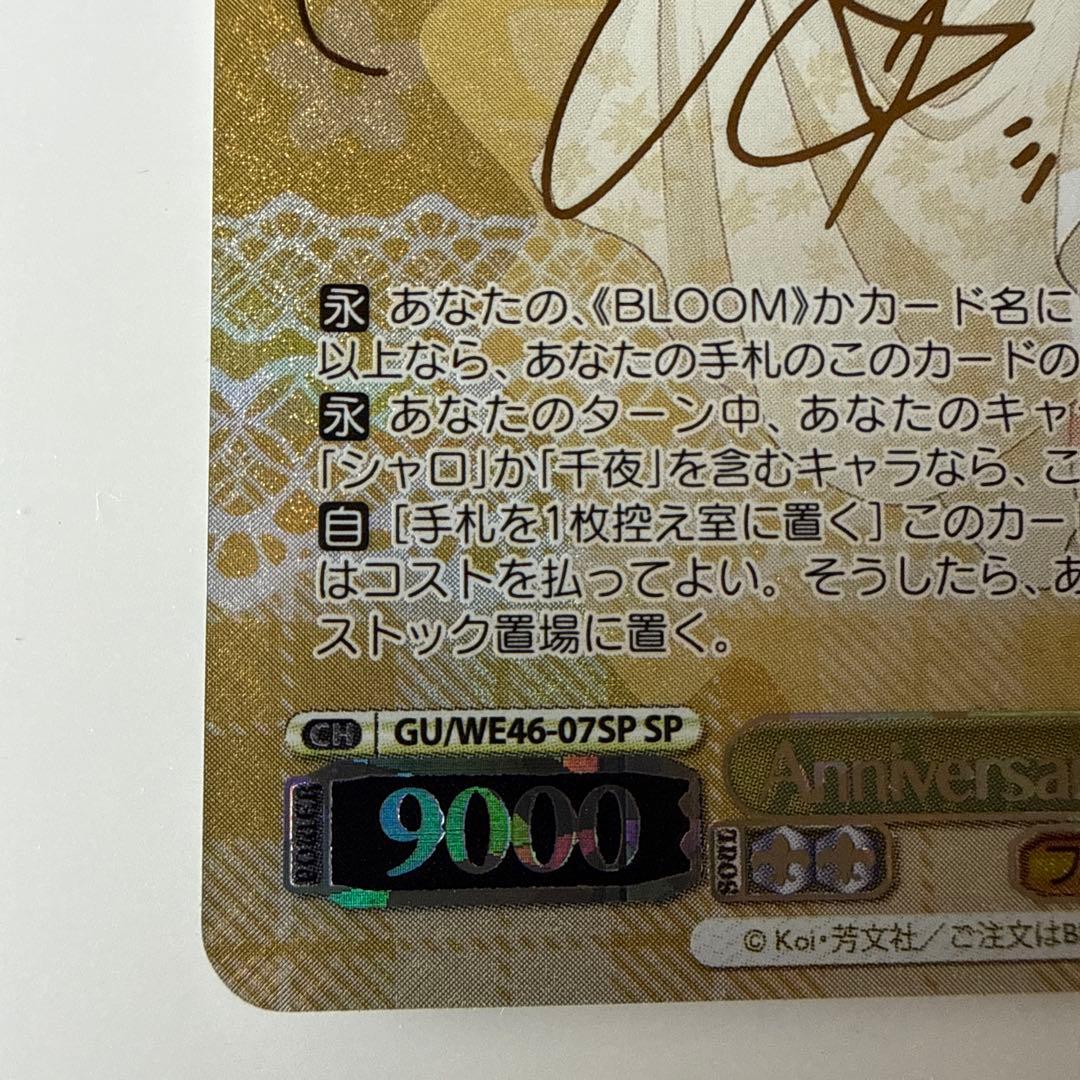 永 あなたの、《BLOOM》かカード名に
以上なら、あなたの手札のこのカードの
永 あなたのターン中、あなたのキャ
「シャロ」か「千夜」を含むキャラなら、こ
自 [手札を1枚控え室に置く] このカー
はコストを払ってよい。そうしたら、あ
ストック置場に置く。
CH GU/WE46-07SP SP
Anniversa
POWER 9000
SOUL
© Koi・芳文社/ご注文はB